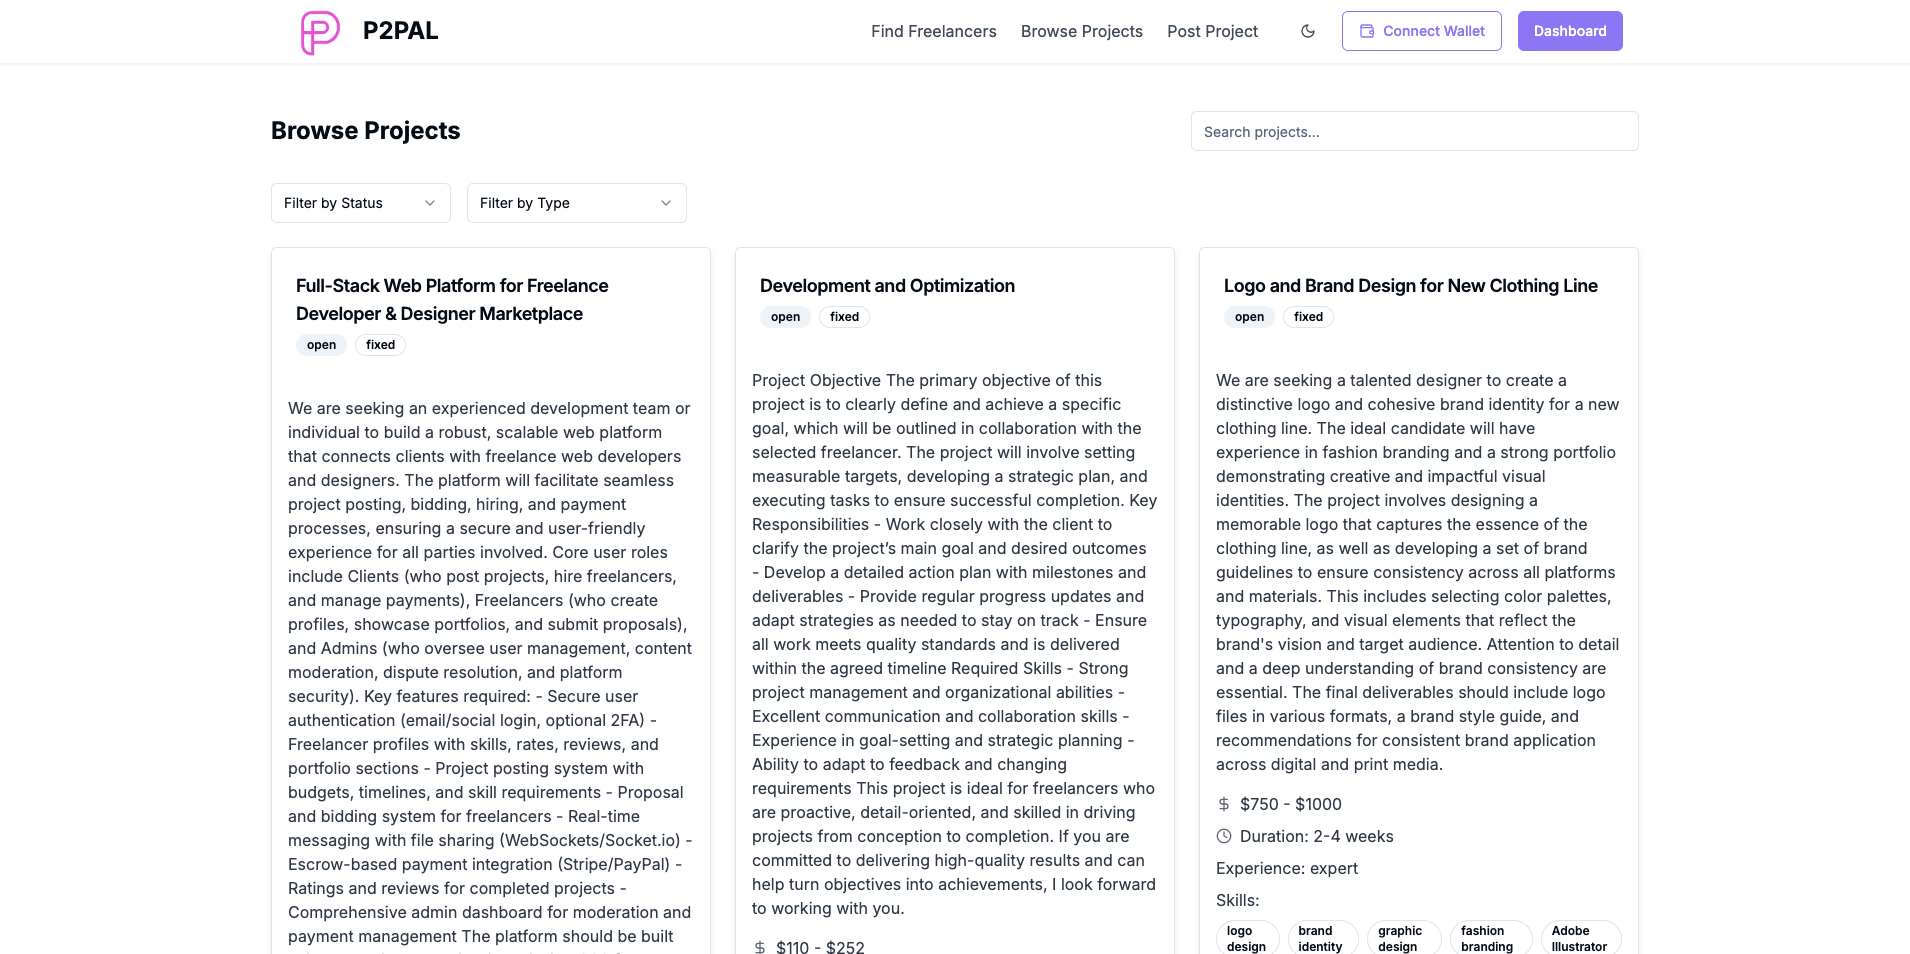 P2PAL
Find Freelancers
Browse Projects
Post Project
Connect Wallet
Dashboard
Browse Projects
Search projects...
Filter by Status
Filter by Type
Full-Stack Web Platform for Freelance
Developer & Designer Marketplace
open
fixed
We are seeking an experienced development team or
individual to build a robust, scalable web platform
that connects clients with freelance web developers
and designers. The platform will facilitate seamless
project posting, bidding, hiring, and payment
processes, ensuring a secure and user-friendly
experience for all parties involved. Core user roles
include Clients (who post projects, hire freelancers,
and manage payments), Freelancers (who create
profiles, showcase portfolios, and submit proposals),
and Admins (who oversee user management, content
moderation, dispute resolution, and platform
security). Key features required: - Secure user
authentication (email/social login, optional 2FA) -
Freelancer profiles with skills, rates, reviews, and
portfolio sections - Project posting system with
budgets, timelines, and skill requirements - Proposal
and bidding system for freelancers - Real-time
messaging with file sharing (WebSockets/Socket.io) -
Escrow-based payment integration (Stripe/PayPal) -
Ratings and reviews for completed projects -
Comprehensive admin dashboard for moderation and
payment management The platform should be built
Development and Optimization
open
fixed
Project Objective The primary objective of this
project is to clearly define and achieve a specific
goal, which will be outlined in collaboration with the
selected freelancer. The project will involve setting
measurable targets, developing a strategic plan, and
executing tasks to ensure successful completion. Key
Responsibilities - Work closely with the client to
clarify the project’s main goal and desired outcomes
- Develop a detailed action plan with milestones and
deliverables - Provide regular progress updates and
adapt strategies as needed to stay on track - Ensure
all work meets quality standards and is delivered
within the agreed timeline Required Skills - Strong
project management and organizational abilities -
Excellent communication and collaboration skills -
Experience in goal-setting and strategic planning -
Ability to adapt to feedback and changing
requirements This project is ideal for freelancers who
are proactive, detail-oriented, and skilled in driving
projects from conception to completion. If you are
committed to delivering high-quality results and can
help turn objectives into achievements, I look forward
to working with you.
$ $110 - $252
Logo and Brand Design for New Clothing Line
open
fixed
We are seeking a talented designer to create a
distinctive logo and cohesive brand identity for a new
clothing line. The ideal candidate will have
experience in fashion branding and a strong portfolio
demonstrating creative and impactful visual
identities. The project involves designing a
memorable logo that captures the essence of the
clothing line, as well as developing a set of brand
guidelines to ensure consistency across all platforms
and materials. This includes selecting color palettes,
typography, and visual elements that reflect the
brand's vision and target audience. Attention to detail
and a deep understanding of brand consistency are
essential. The final deliverables should include logo
files in various formats, a brand style guide, and
recommendations for consistent brand application
across digital and print media.
$ $750 - $1000
Duration: 2-4 weeks
Experience: expert
Skills:
logo
design
brand
identity
graphic
design
fashion
branding
Adobe
Illustrator